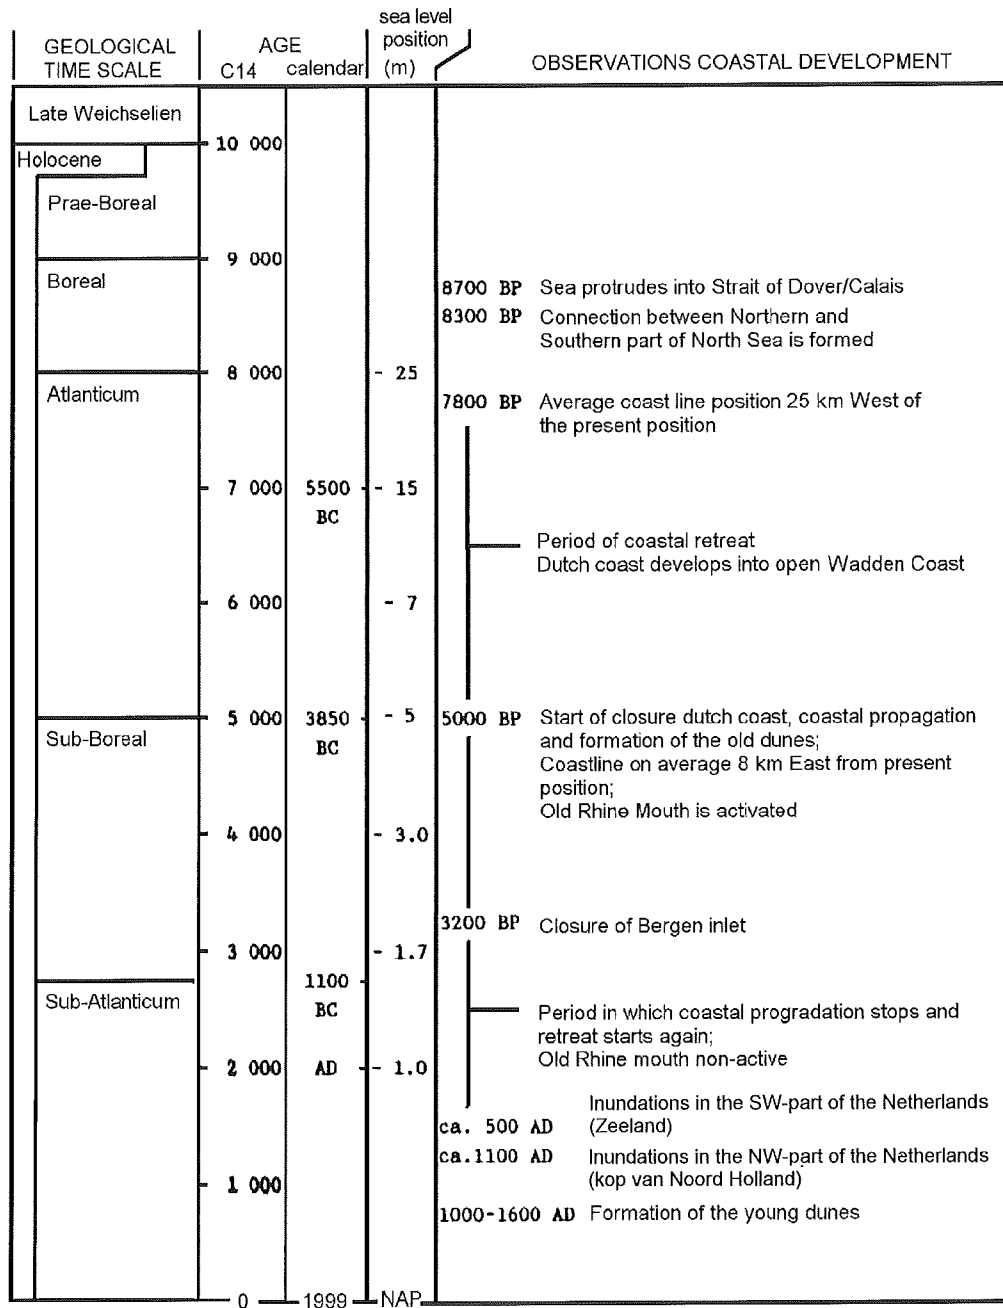 sea level
GEOLOGICAL AGE position
TIME SCALE C14 calendar (m) OBSERVATIONS COASTAL DEVELOPMENT
Late Weichselien
10 000
Holocene
Prae-Boreal
9 000
Boreal
8700 BP Sea protrudes into Strait of Dover/Calais
8300 BP Connection between Northern and
Southern part of North Sea is formed
8 000 - 25
Atlanticum
7800 BP Average coast line position 25 km West of
the present position
7 000 5500 - 15
BC
Period of coastal retreat
Dutch coast develops into open Wadden Coast
6 000 - 7
5 000 3850 - 5 5000 BP Start of closure dutch coast, coastal propagation
Sub-Boreal BC and formation of the old dunes;
Coastline on average 8 km East from present
position;
Old Rhine Mouth is activated
4 000 - 3.0
3200 BP Closure of Bergen inlet
3 000 - 1.7
1100
Sub-Atlanticum BC
Period in which coastal progradation stops and
retreat starts again;
Old Rhine mouth non-active
2 000 AD - 1.0
Inundations in the SW-part of the Netherlands
ca. 500 AD (Zeeland)
ca.1100 AD Inundations in the NW-part of the Netherlands
(kop van Noord Holland)
1 000
1000-1600 AD Formation of the young dunes
0 1999 NAP